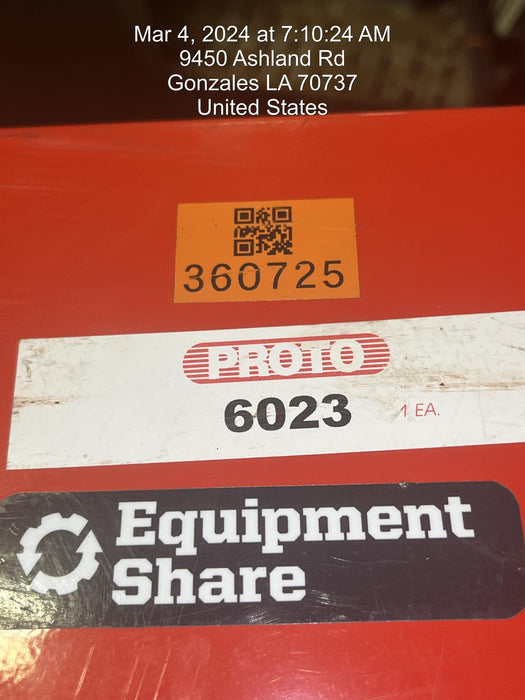 Mar 4, 2024 at 7:10:24 AM
9450 Ashland Rd
Gonzales LA 70737
United States
360725
PROTO
6023 1 EA.
Equipment
Share